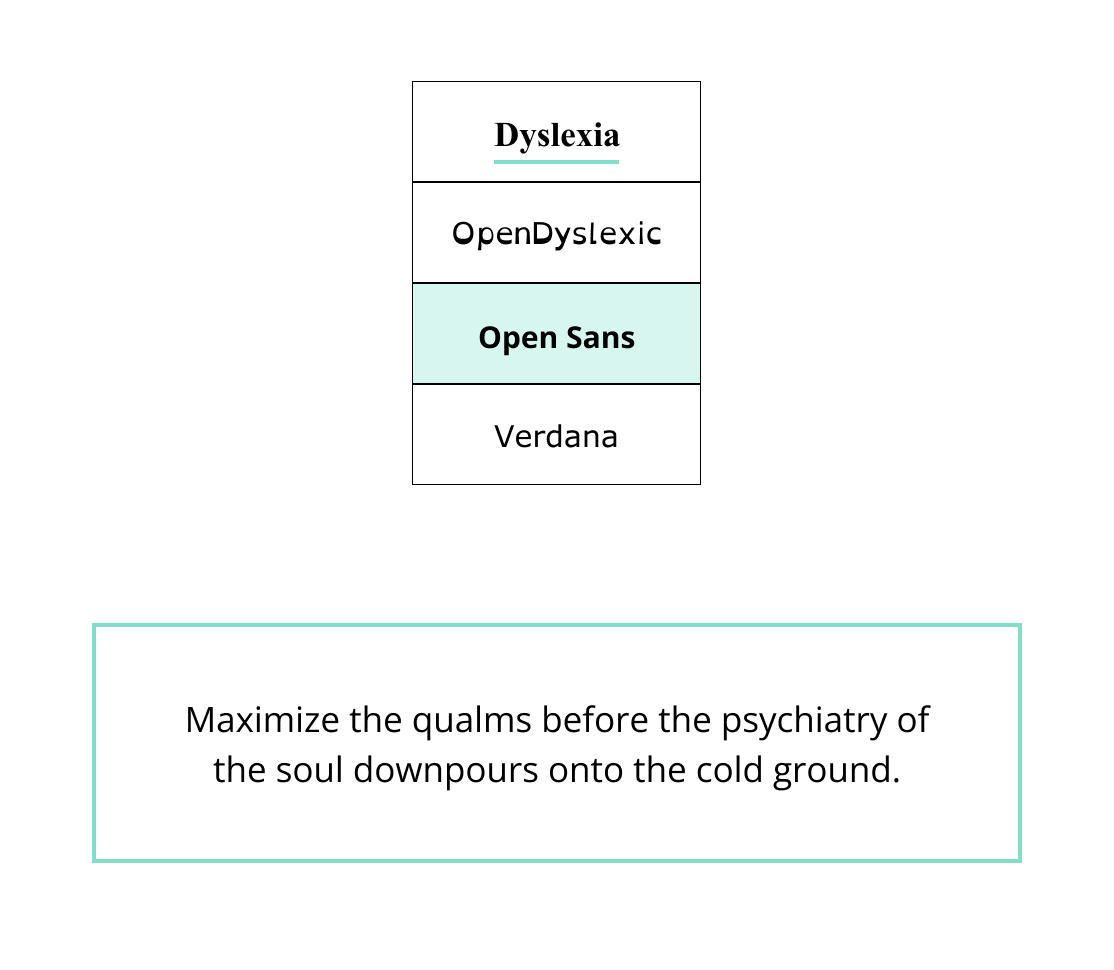 Dyslexia
OpenDyslexic
Open Sans
Verdana
Maximize the qualms before the psychiatry of
the soul downpours onto the cold ground.